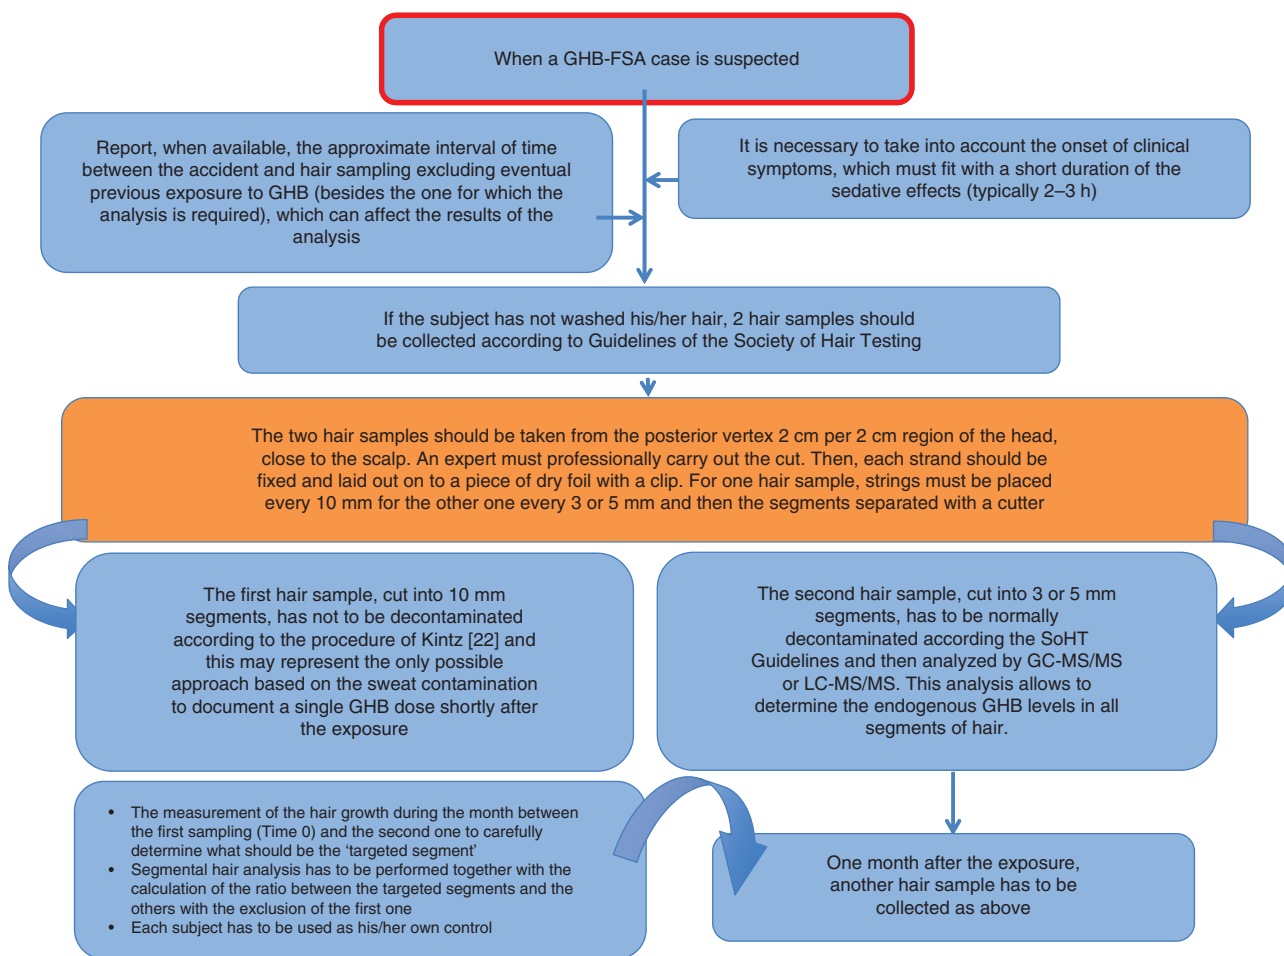 When a GHB-FSA case is suspected
Report, when available, the approximate interval of time
between the accident and hair sampling excluding eventual
previous exposure to GHB (besides the one for which the
analysis is required), which can affect the results of the
analysis
It is necessary to take into account the onset of clinical
symptoms, which must fit with a short duration of the
sedative effects (typically 2–3 h)
If the subject has not washed his/her hair, 2 hair samples should
be collected according to Guidelines of the Society of Hair Testing
The two hair samples should be taken from the posterior vertex 2 cm per 2 cm region of the head,
close to the scalp. An expert must professionally carry out the cut. Then, each strand should be
fixed and laid out on to a piece of dry foil with a clip. For one hair sample, strings must be placed
every 10 mm for the other one every 3 or 5 mm and then the segments separated with a cutter
The first hair sample, cut into 10 mm
segments, has not to be decontaminated
according to the procedure of Kintz [22] and
this may represent the only possible
approach based on the sweat contamination
to document a single GHB dose shortly after
the exposure
The second hair sample, cut into 3 or 5 mm
segments, has to be normally
decontaminated according the SoHT
Guidelines and then analyzed by GC-MS/MS
or LC-MS/MS. This analysis allows to
determine the endogenous GHB levels in all
segments of hair.
• The measurement of the hair growth during the month between
the first sampling (Time 0) and the second one to carefully
determine what should be the ‘targeted segment’
• Segmental hair analysis has to be performed together with the
calculation of the ratio between the targeted segments and the
others with the exclusion of the first one
• Each subject has to be used as his/her own control
One month after the exposure,
another hair sample has to be
collected as above